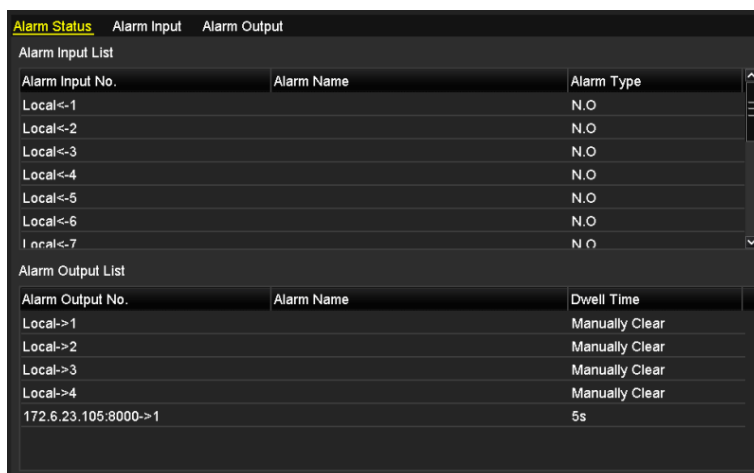 Alarm Status Alarm Input Alarm Output
Alarm Input List
Alarm Input No. Alarm Name Alarm Type
Local<-1 N.O
Local<-2 N.O
Local<-3 N.O
Local<-4 N.O
Local<-5 N.O
Local<-6 N.O
Local<-7 N.O
Alarm Output List
Alarm Output No. Alarm Name Dwell Time
Local->1 Manually Clear
Local->2 Manually Clear
Local->3 Manually Clear
Local->4 Manually Clear
172.6.23.105:8000->1 5s